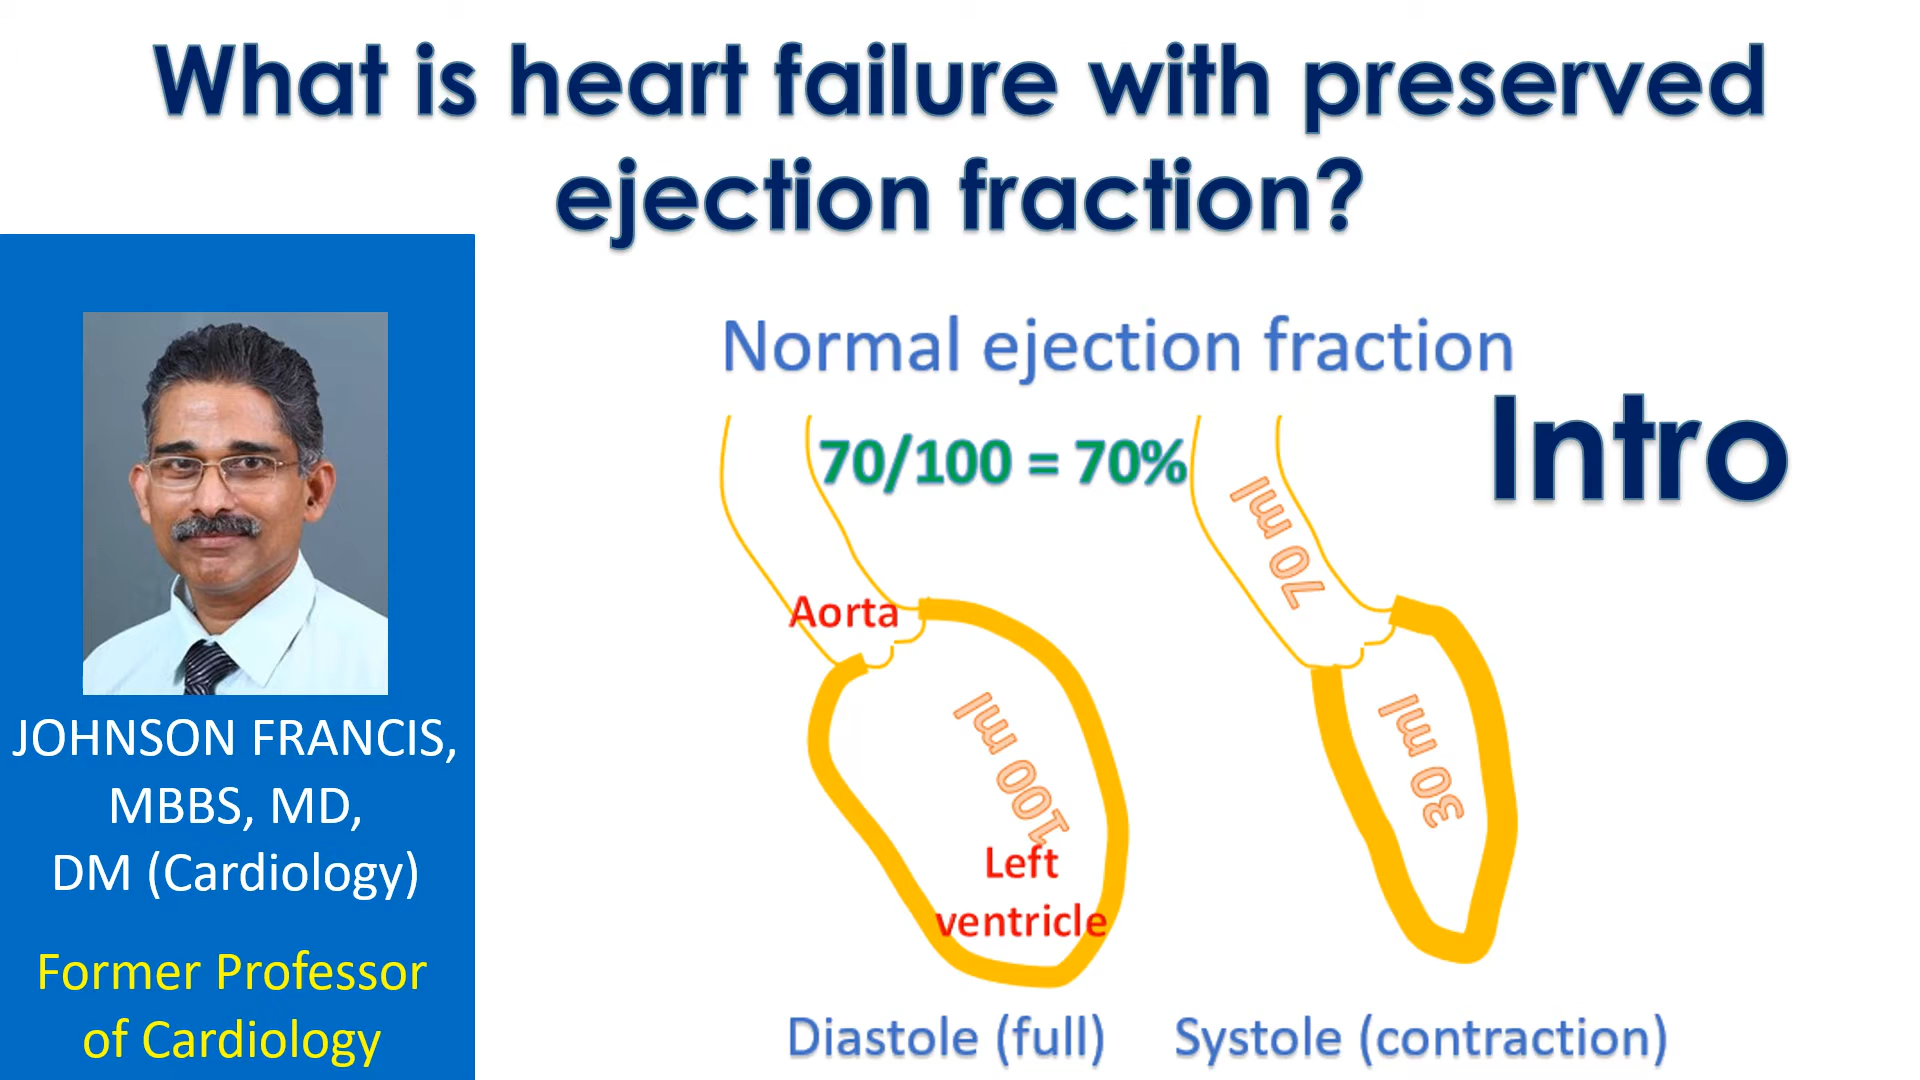 What is heart failure with preserved
ejection fraction?
JOHNSON FRANCIS,
MBBS, MD,
DM (Cardiology)
Former Professor
of Cardiology
Normal ejection fraction
Intro
70/100 = 70%
70 ml
Aorta
100 ml
30 ml
Left
ventricle
Diastole (full)
Systole (contraction)